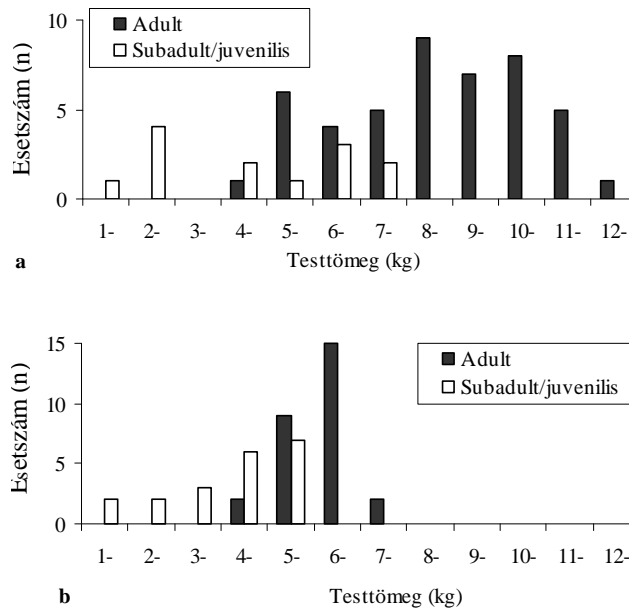 10
Adult
Subadult/juvenilis
Esetszám (n)
5
0
1- 2- 3- 4- 5- 6- 7- 8- 9- 10- 11- 12-
a
Testtömeg (kg)
15
Adult
Subadult/juvenilis
Esetszám (n)
10
5
0
1- 2- 3- 4- 5- 6- 7- 8- 9- 10- 11- 12-
b
Testtömeg (kg)